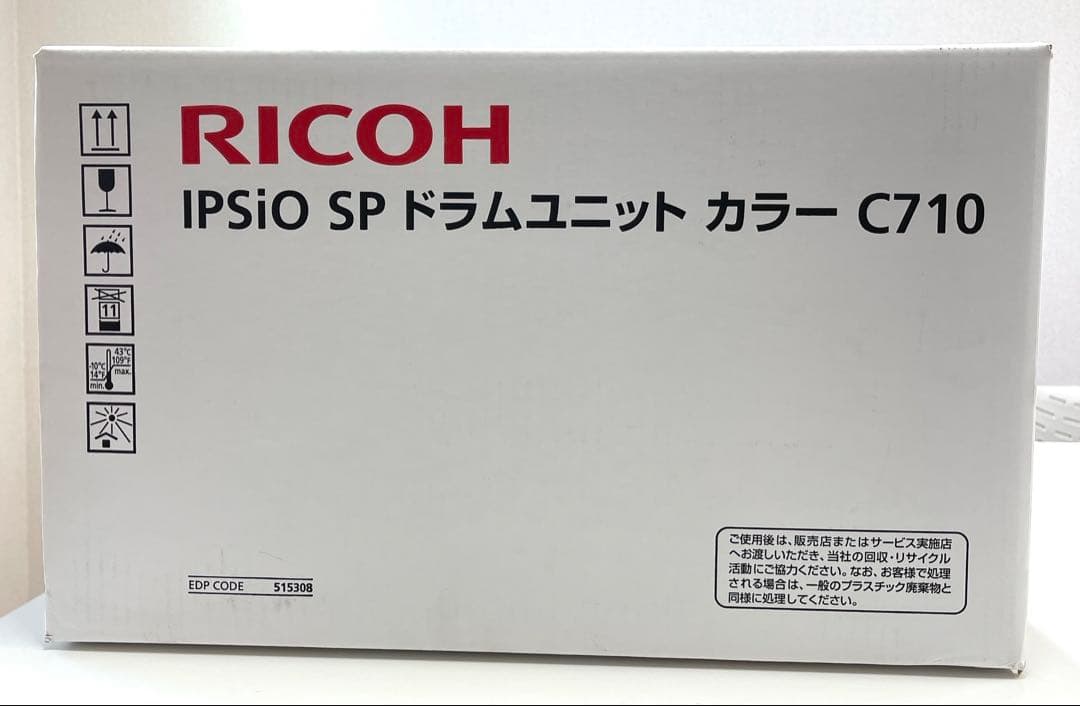 RICOH
IPSiO SP ドラムユニット カラー C710
11
43℃
109°F
max.
-10℃
14°F
min.
EDP CODE 515308
ご使用後は、販売店またはサービス実施店
へお渡しいただき、当社の回収・リサイクル
活動にご協力ください。なお、お客様で処理
される場合は、一般のプラスチック廃棄物と
同様に処理してください。